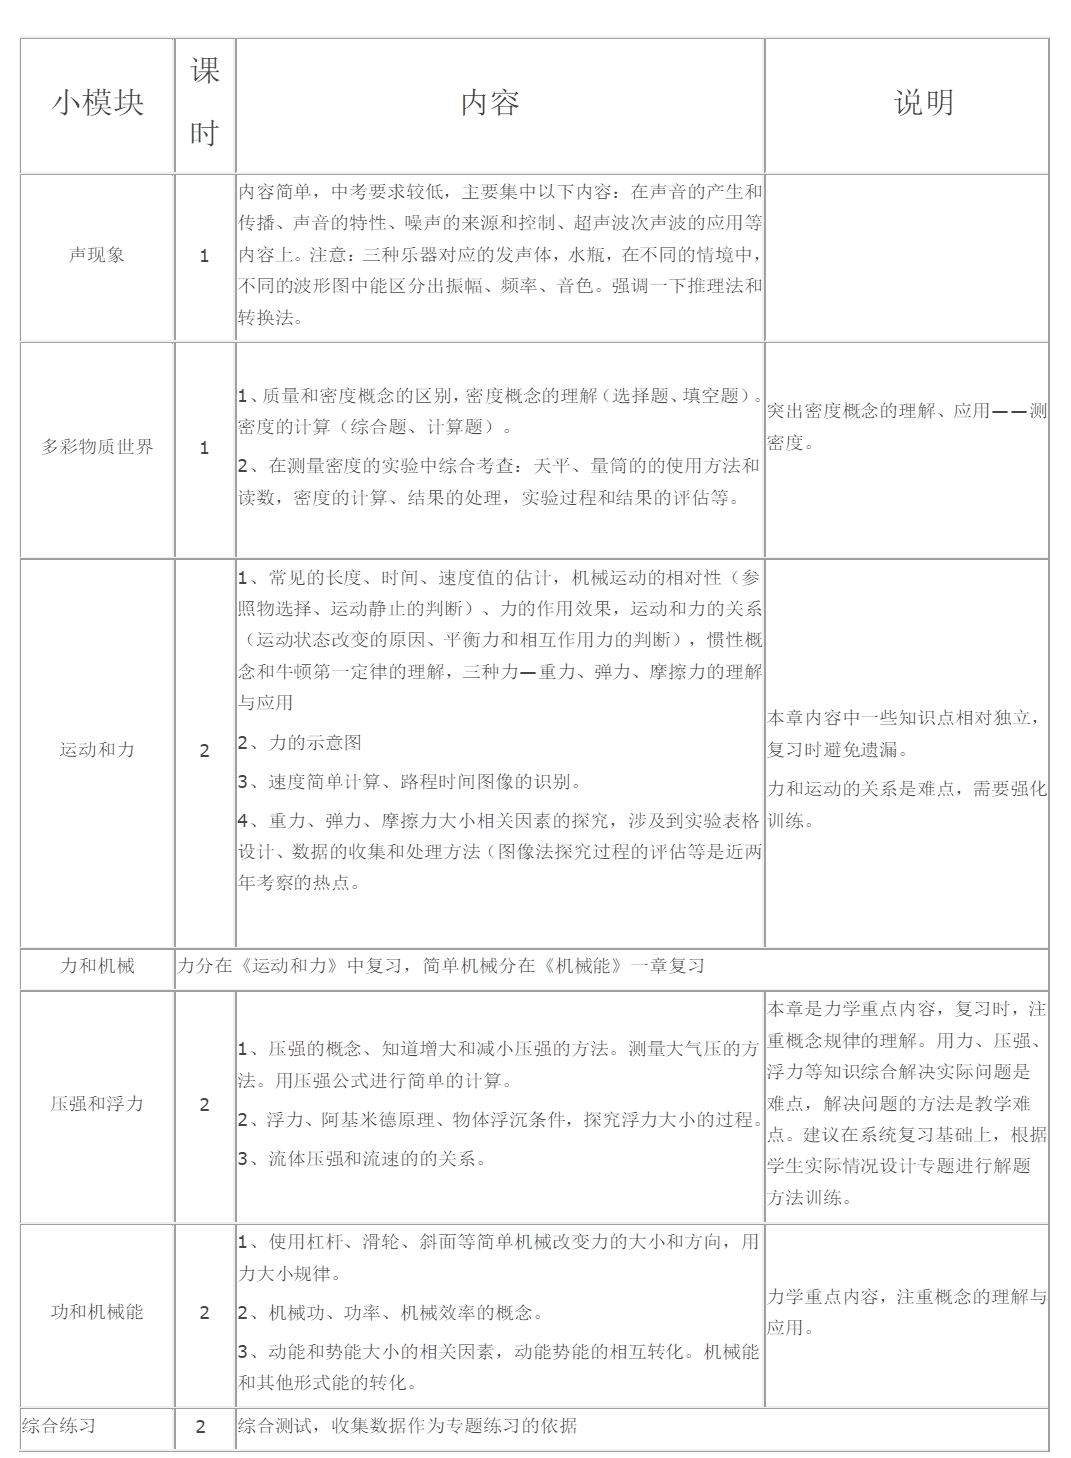 小模块
课
时
内容
说明
声现象
1
内容简单，中考要求较低，主要集中以下内容：在声音的产生和
传播、声音的特性、噪声的来源和控制、超声波次声波的应用等
内容上。注意：三种乐器对应的发声体，水瓶，在不同的情境中，
不同的波形图中能区分出振幅、频率、音色。强调一下推理法和
转换法。
多彩物质世界
1
1、质量和密度概念的区别，密度概念的理解（选择题、填空题）。
密度的计算（综合题、计算题）。
2、在测量密度的实验中综合考查：天平、量筒的的使用方法和
读数，密度的计算、结果的处理，实验过程和结果的评估等。
突出密度概念的理解、应用——测
密度。
运动和力
2
1、常见的长度、时间、速度值的估计，机械运动的相对性（参
照物选择、运动静止的判断）、力的作用效果，运动和力的关系
（运动状态改变的原因、平衡力和相互作用力的判断），惯性概
念和牛顿第一定律的理解，三种力—重力、弹力、摩擦力的理解
与应用
2、力的示意图
3、速度简单计算、路程时间图像的识别。
4、重力、弹力、摩擦力大小相关因素的探究，涉及到实验表格
设计、数据的收集和处理方法（图像法探究过程的评估等是近两
年考察的热点。
本章内容中一些知识点相对独立，
复习时避免遗漏。
力和运动的关系是难点，需要强化
训练。
力和机械
力分在《运动和力》中复习，简单机械分在《机械能》一章复习
压强和浮力
2
1、压强的概念、知道增大和减小压强的方法。测量大气压的方
法。用压强公式进行简单的计算。
2、浮力、阿基米德原理、物体浮沉条件，探究浮力大小的过程。
3、流体压强和流速的的关系。
本章是力学重点内容，复习时，注
重概念规律的理解。用力、压强、
浮力等知识综合解决实际问题是
难点，解决问题的方法是教学难
点。建议在系统复习基础上，根据
学生实际情况设计专题进行解题
方法训练。
功和机械能
2
1、使用杠杆、滑轮、斜面等简单机械改变力的大小和方向，用
力大小规律。
2、机械功、功率、机械效率的概念。
3、动能和势能大小的相关因素，动能势能的相互转化。机械能
和其他形式能的转化。
力学重点内容，注重概念的理解与
应用。
综合练习
2
综合测试，收集数据作为专题练习的依据